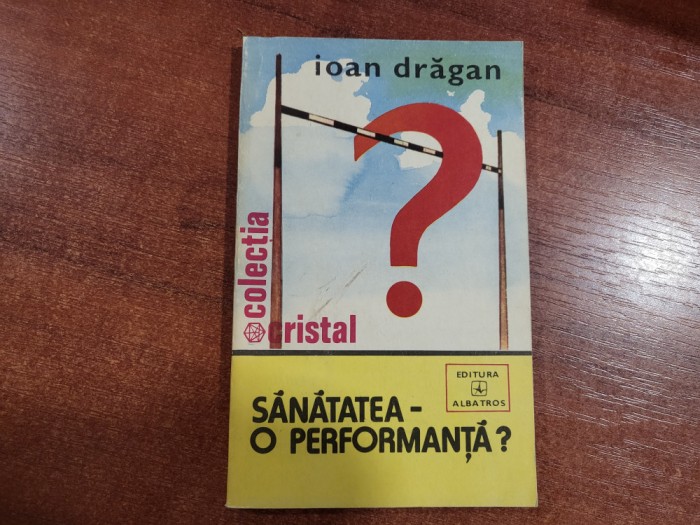 ioan drăgan
colecția
cristal
EDITURA
ALBATROS
SĂNĂTATEA –
O PERFORMANȚĂ?